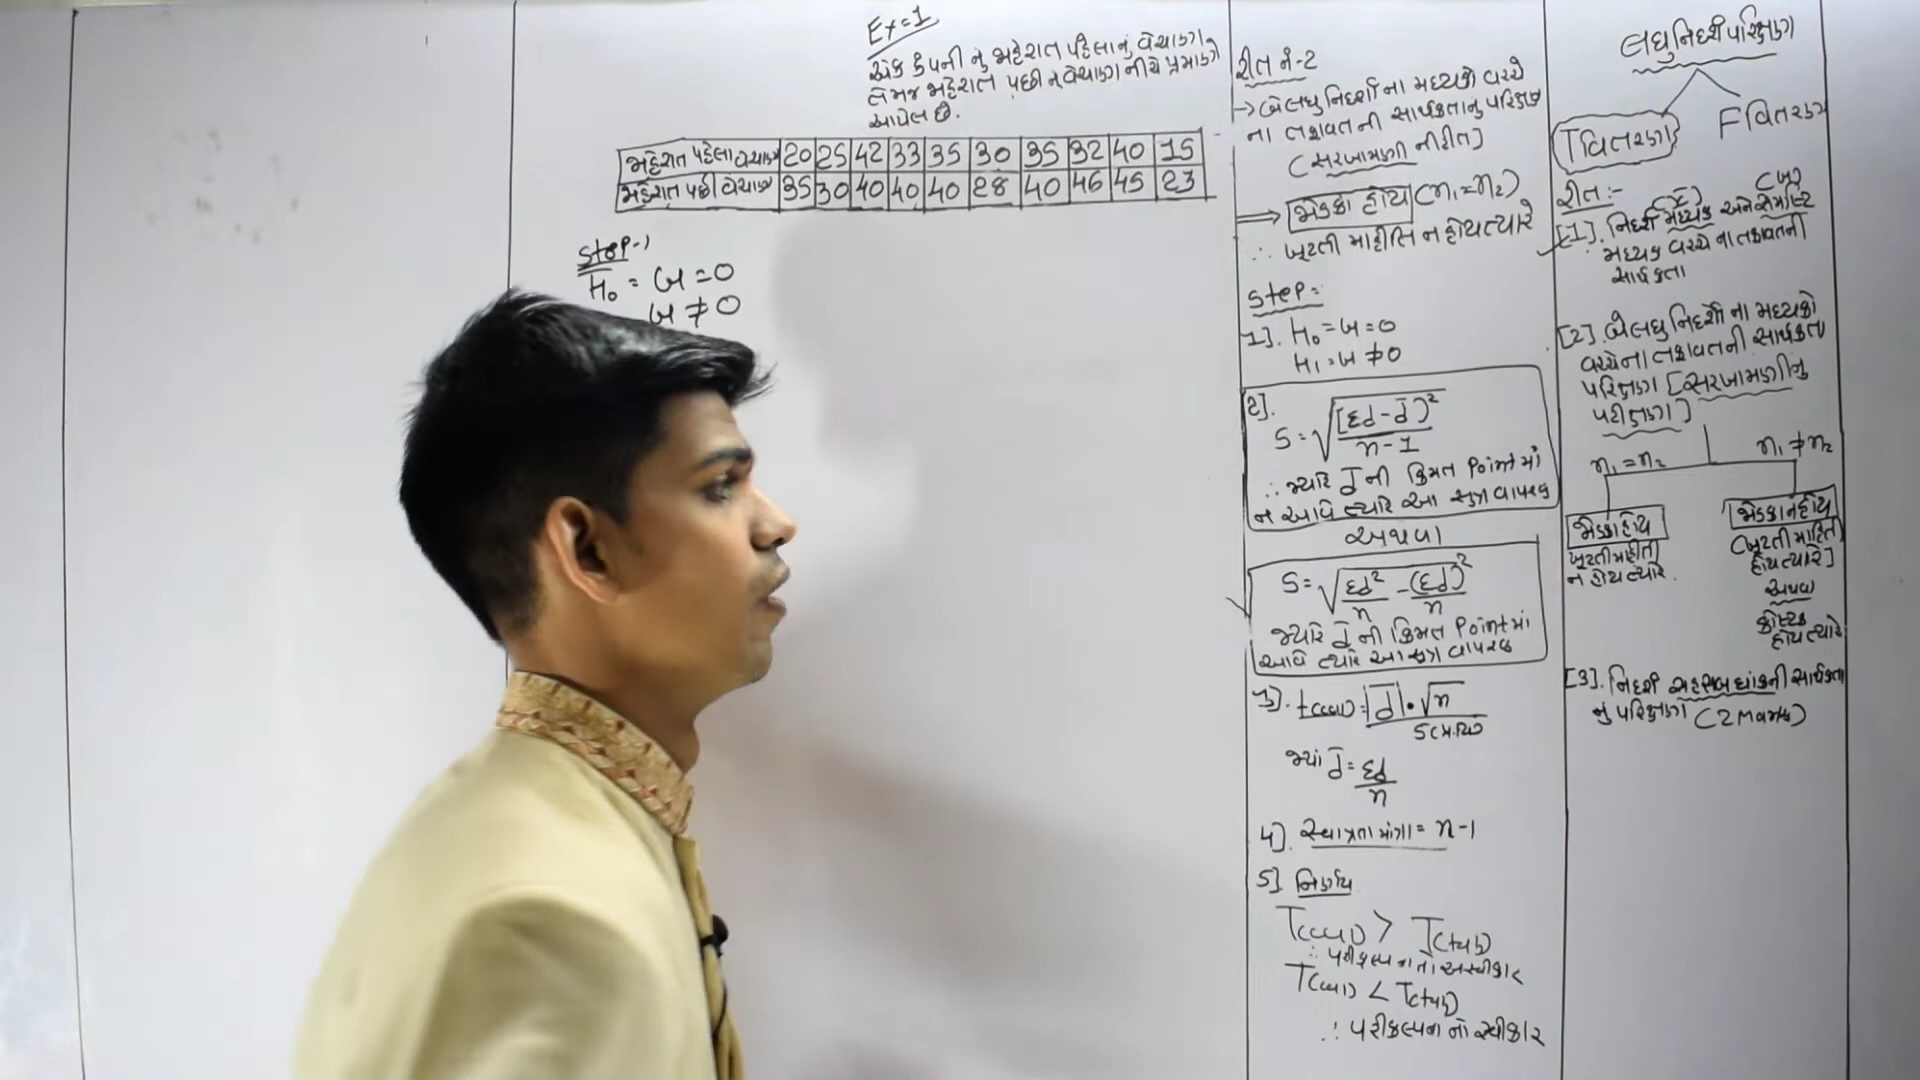 Ex=1
એક કંપની નું જાહેરાત પહેલાનું વેચાણ
તેમજ જાહેરાત પછી નું વેચાણ નીચે પ્રમાણે
આપેલ છે.
જાહેરાત પહેલા વેચાણ 20 25 42 33 35 30 35 32 40 15
જાહેરાત પછી વેચાણ 35 30 40 40 40 28 40 46 45 23
Step-1
H₀ = μ = 0
μ ≠ 0
રીત નં-2
→ બે લઘુ નિદર્શો ના મધ્યકો વચ્ચે
ના તફાવત ની સાર્થકતાનુ પરિક્ષણ
(સરખામણી ની રીત)
⇒ જોડકા હોય (n₁=n₂)
∴ ખૂટતી માહીતિ ન હોય ત્યારે
Step=
1]. H₀ = μ = 0
H₁ = μ ≠ 0
2].
S = √[Σd-d̄)² / n-1
∴ જ્યારે d̄ ની કિંમત Point માં
ન આવે ત્યારે આ સુત્ર વાપરવુ
અથવા
S = √Σd²/n - (Σd/n)²
જ્યારે d̄ ની કિંમત Point માં
આવે ત્યારે આ સુત્ર વાપરવુ
3). t(cal) = |d̄|·√n / S
જ્યાં d̄ = Σd/n
4]. સ્વાત્રતા માંત્રા = n-1
5] નિર્ણય
T(cal) > T(tab)
∴ પરીકલ્પના નો અસ્વીકાર
T(cal) < T(tab)
∴ પરીકલ્પના નો સ્વીકાર
લઘુ નિદર્શ પરિક્ષણ
T વિતરણ
F વિતરણ
રીત :-
[1]. નિદર્શ મધ્યક અને સમષ્ટિ
મધ્યક વચ્ચે ના તફાવતની
સાર્થકતા
[2]. બે લઘુ નિદર્શો ના મધ્યકો
વચ્ચેના તફાવત ની સાર્થકતા
પરિક્ષણ [સરખામણીનું
પરીક્ષણ]
n₁ = n₂
n₁ ≠ n₂
જોડકા હોય
ખૂટતી માહીતી
ન હોય ત્યારે.
જોડકા ન હોય
(ખૂટતી માહિતી
હોય ત્યારે]
અથવા
કોષ્ટક
હોય ત્યારે
[3]. નિદર્શ સહસંબધાંકની સાર્થકતા
નું પરિક્ષણ (2 Marks)